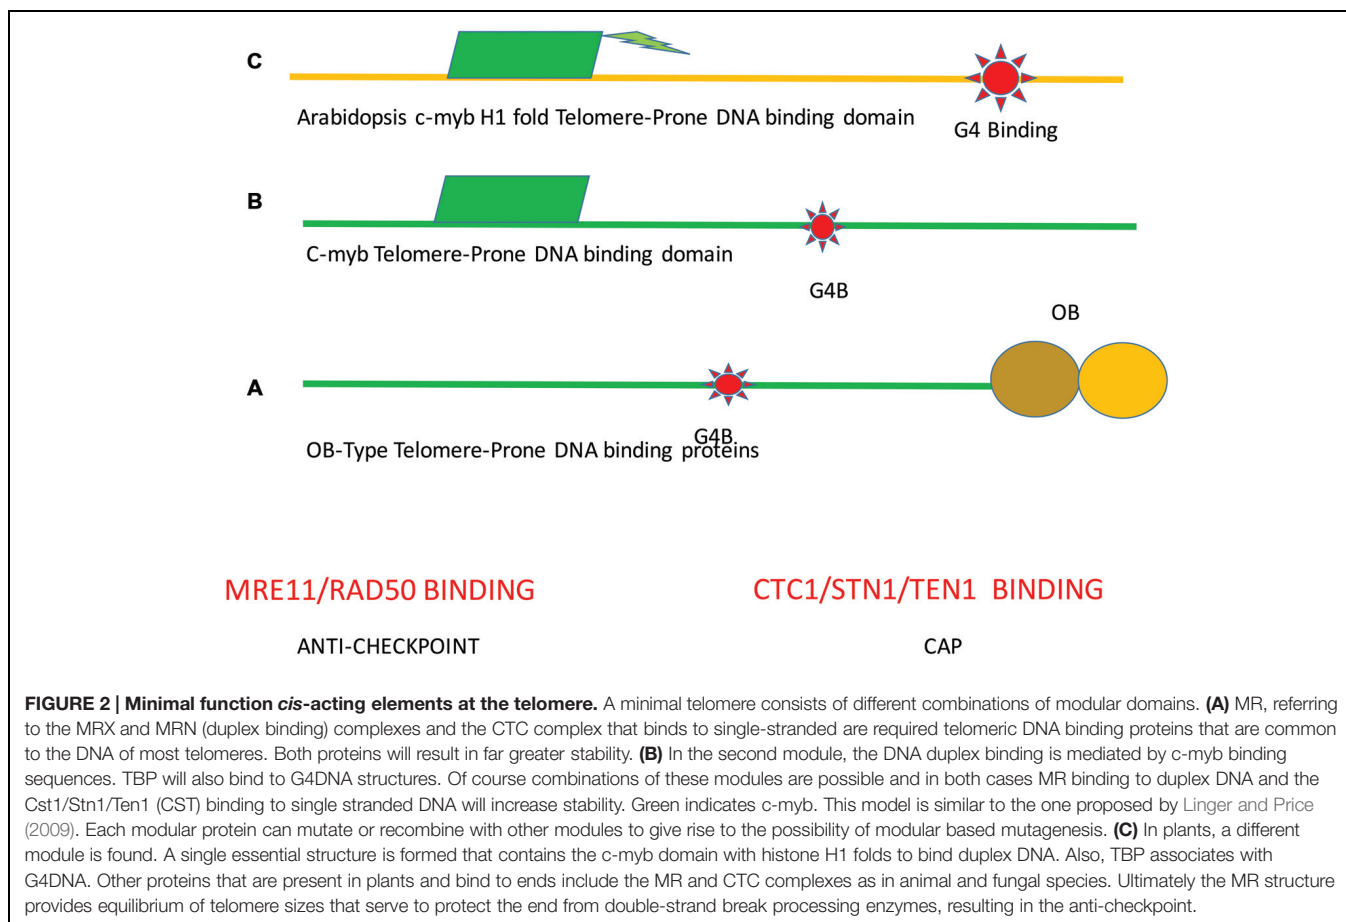 C
Arabidopsis c-myb H1 fold Telomere-Prone DNA binding domain
G4 Binding
B
C-myb Telomere-Prone DNA binding domain
G4B
OB
A
G4B
OB-Type Telomere-Prone DNA binding proteins
MRE11/RAD50 BINDING
CTC1/STN1/TEN1 BINDING
ANTI-CHECKPOINT
CAP
FIGURE 2 | Minimal function cis-acting elements at the telomere. A minimal telomere consists of different combinations of modular domains. (A) MR, referring
to the MRX and MRN (duplex binding) complexes and the CTC complex that binds to single-stranded are required telomeric DNA binding proteins that are common
to the DNA of most telomeres. Both proteins will result in far greater stability. (B) In the second module, the DNA duplex binding is mediated by c-myb binding
sequences. TBP will also bind to G4DNA structures. Of course combinations of these modules are possible and in both cases MR binding to duplex DNA and the
Cst1/Stn1/Ten1 (CST) binding to single stranded DNA will increase stability. Green indicates c-myb. This model is similar to the one proposed by Linger and Price
(2009). Each modular protein can mutate or recombine with other modules to give rise to the possibility of modular based mutagenesis. (C) In plants, a different
module is found. A single essential structure is formed that contains the c-myb domain with histone H1 folds to bind duplex DNA. Also, TBP associates with
G4DNA. Other proteins that are present in plants and bind to ends include the MR and CTC complexes as in animal and fungal species. Ultimately the MR structure
provides equilibrium of telomere sizes that serve to protect the end from double-strand break processing enzymes, resulting in the anti-checkpoint.